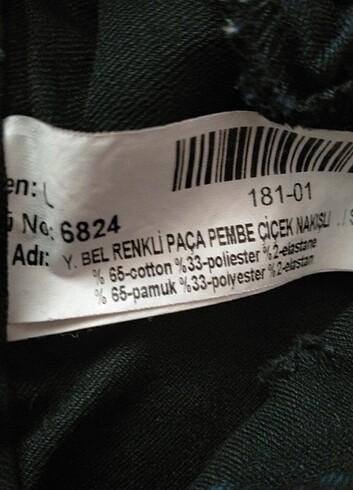 en: L
181-01
No: 6824
Adı: Y. BEL RENKLİ PAÇA PEMBE ÇİÇEK NAKIŞLI
% 65-cotton %33-poliester %2-elastane
% 65-pamuk %33-polyester %2-elastan